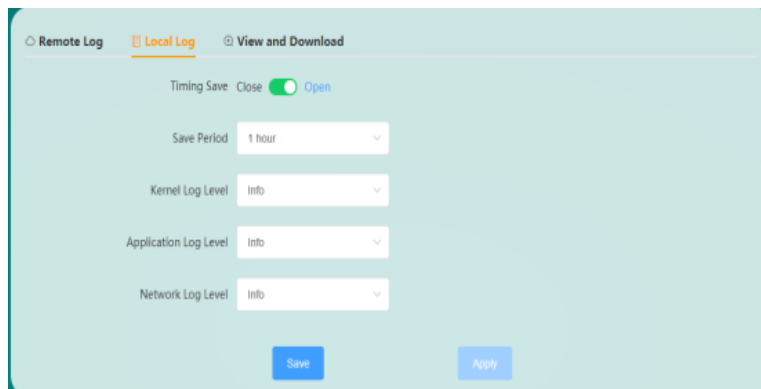 Remote Log Local Log View and Download
Timing Save Close Open
Save Period 1 hour
Kernel Log Level Info
Application Log Level Info
Network Log Level Info
Save Apply